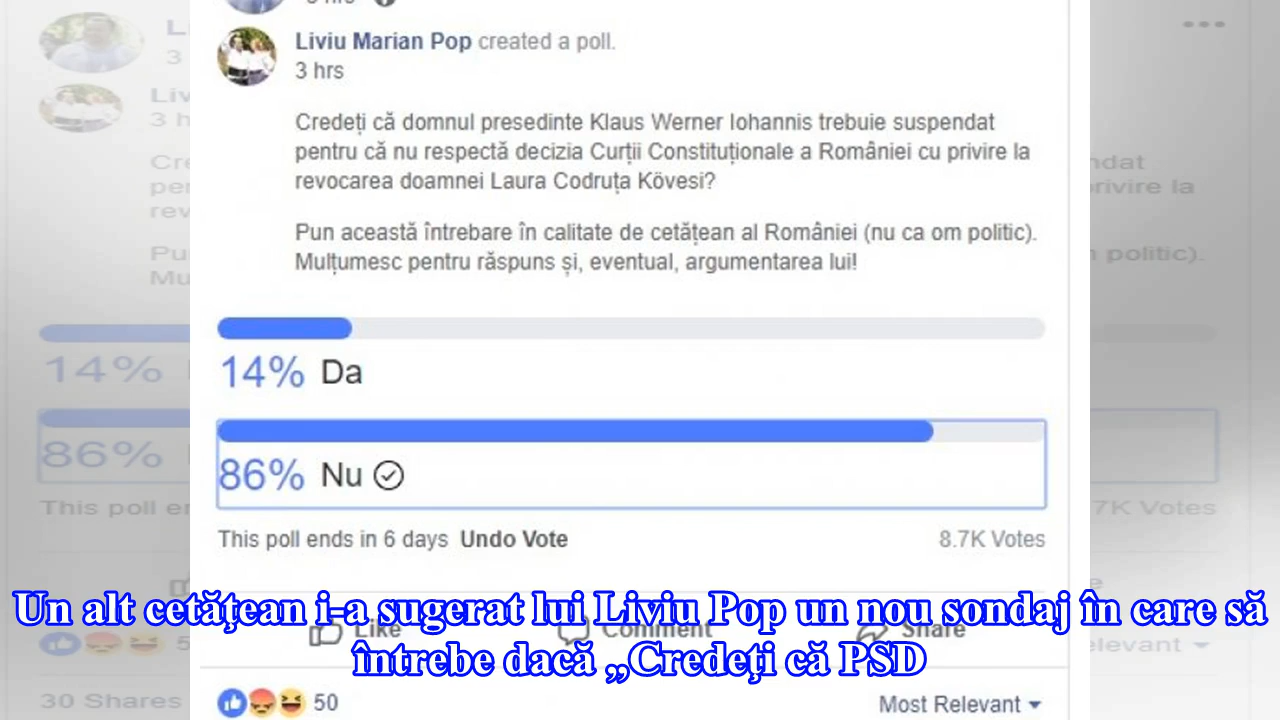 3 hrs
Liviu Marian Pop created a poll.
3 hrs
Credeți că domnul presedinte Klaus Werner Iohannis trebuie suspendat
pentru că nu respectă decizia Curții Constituționale a României cu privire la
revocarea doamnei Laura Codruța Kövesi?
Pun această întrebare în calitate de cetățean al României (nu ca om politic).
Mulțumesc pentru răspuns și, eventual, argumentarea lui!
14% Da
86% Nu
This poll ends in 6 days Undo Vote 8.7K Votes
Like Comment Share
Un alt cetăţean i-a sugerat lui Liviu Pop un nou sondaj în care să
întrebe dacă „Credeţi că PSD
50 Most Relevant
30 Shares